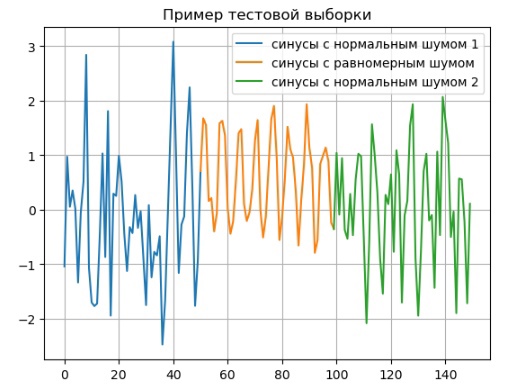 Пример тестовой выборки
синусы с нормальным шумом 1
синусы с равномерным шумом
синусы с нормальным шумом 2
3
2
1
0
−1
−2
0 20 40 60 80 100 120 140